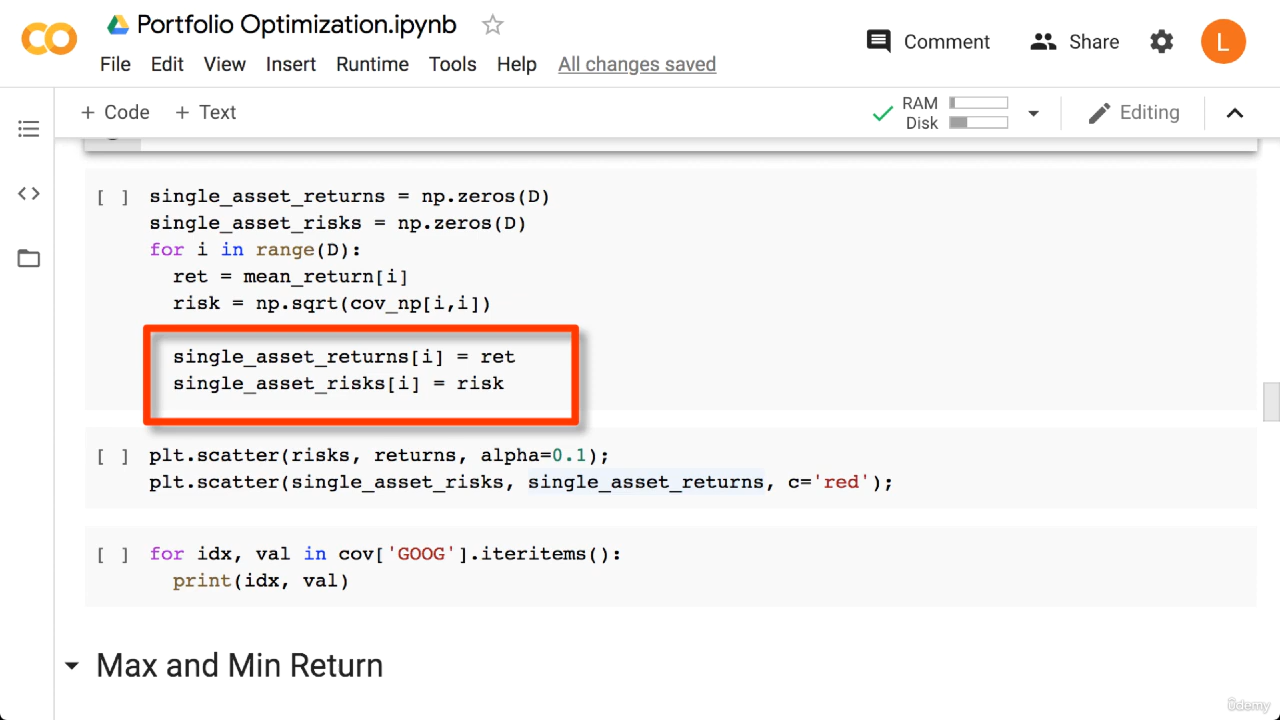 Portfolio Optimization.ipynb
Comment
Share
L
File Edit View Insert Runtime Tools Help All changes saved
+ Code + Text
RAM
Disk
Editing
[ ] single_asset_returns = np.zeros(D)
single_asset_risks = np.zeros(D)
for i in range(D):
ret = mean_return[i]
risk = np.sqrt(cov_np[i,i])
single_asset_returns[i] = ret
single_asset_risks[i] = risk
[ ] plt.scatter(risks, returns, alpha=0.1);
plt.scatter(single_asset_risks, single_asset_returns, c='red');
[ ] for idx, val in cov['GOOG'].iteritems():
print(idx, val)
Max and Min Return
ûdemy